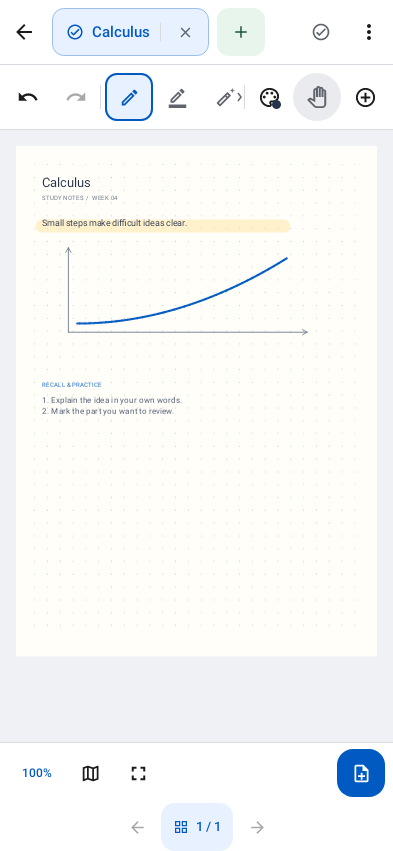 Calculus
Calculus
STUDY NOTES / WEEK 04
Small steps make difficult ideas clear.
RECALL & PRACTICE
1. Explain the idea in your own words.
2. Mark the part you want to review.
100%
1 / 1